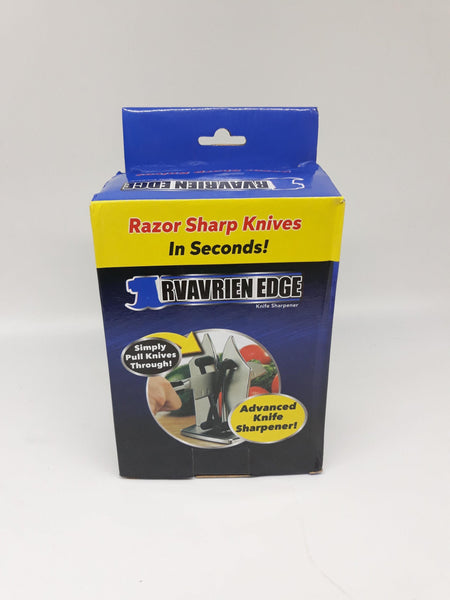 RVAVRIEN EDGE
Razor Sharp Knives
In Seconds!
RVAVRIEN EDGE
Knife Sharpener
Simply
Pull Knives
Through!
Advanced
Knife
Sharpener!